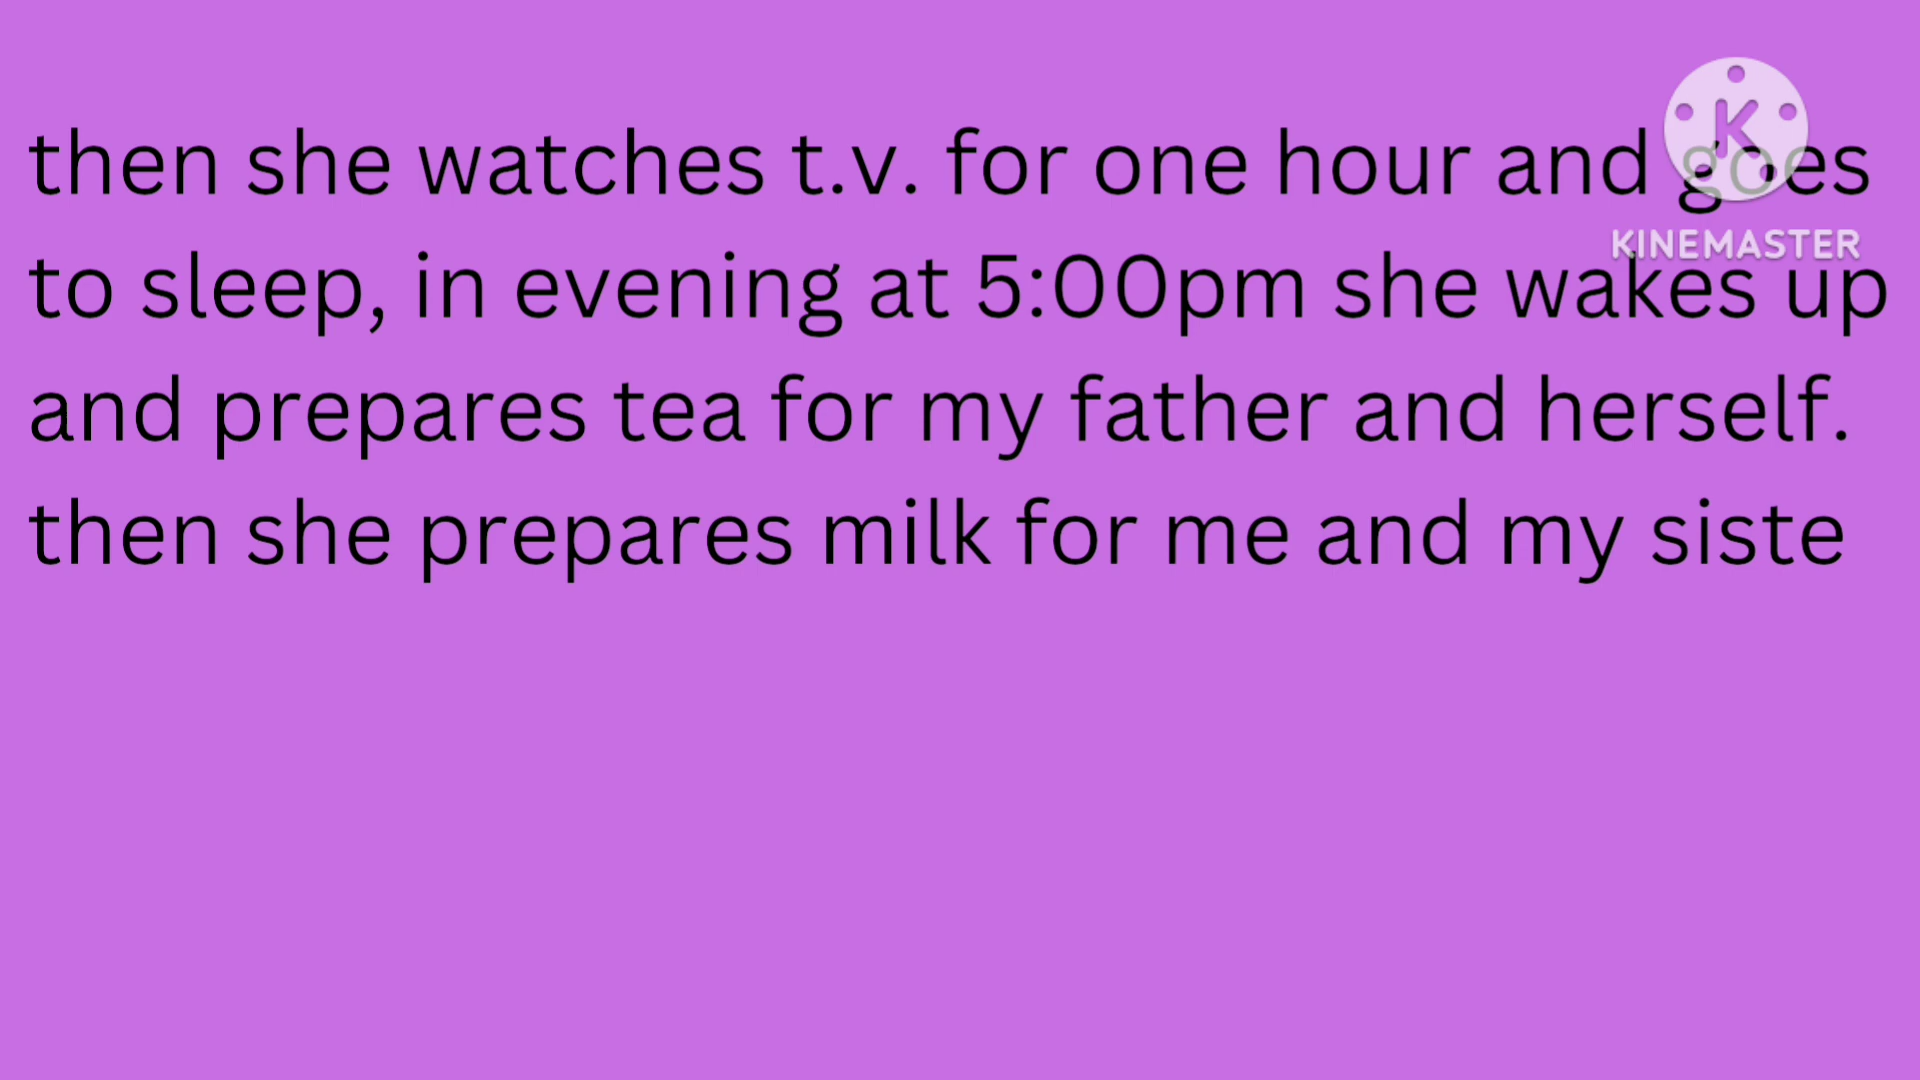 then she watches t.v. for one hour and goes
KINEMASTER
to sleep, in evening at 5:00pm she wakes up
and prepares tea for my father and herself.
then she prepares milk for me and my siste